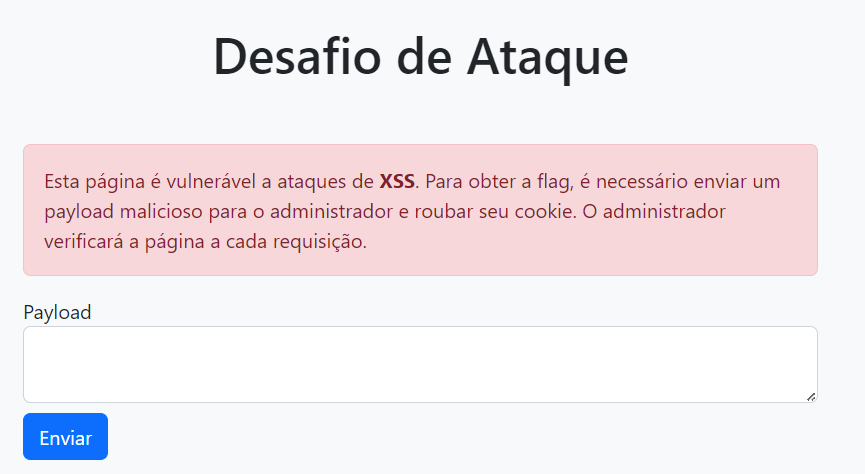 Desafio de Ataque
Esta página é vulnerável a ataques de XSS. Para obter a flag, é necessário enviar um
payload malicioso para o administrador e roubar seu cookie. O administrador
verificará a página a cada requisição.
Payload
Enviar